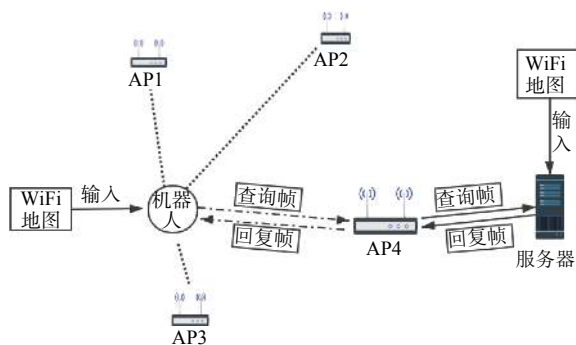 AP1
AP2
WiFi
地图
输
入
WiFi
地图
输入
机器
人
查询帧
回复帧
AP4
查询帧
回复帧
服务器
AP3